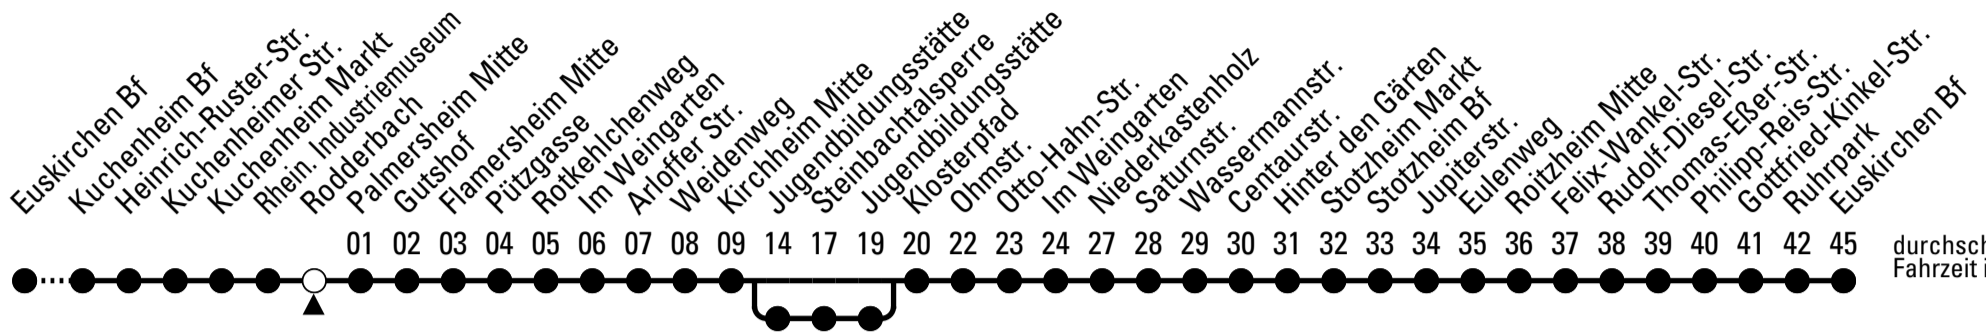 Euskirchen Bf
Kuchenheim Bf
Heinrich-Ruster-Str.
Kuchenheimer Str.
Kuchenheim Markt
Rhein. Industriemuseum
Rodderbach
Palmersheim Mitte
Gutshof
Flamersheim Mitte
Pützgasse
Rotkehlchenweg
Im Weingarten
Arloffer Str.
Weidenweg
Kirchheim Mitte
Jugendbildungsstätte
Steinbachtalsperre
Jugendbildungsstätte
Klosterpfad
Ohmstr.
Otto-Hahn-Str.
Im Weingarten
Niederkastenholz
Saturnstr.
Wassermannstr.
Centaurstr.
Hinter den Gärten
Stotzheim Markt
Stotzheim Bf
Jupiterstr.
Eulenweg
Roitzheim Mitte
Felix-Wankel-Str.
Rudolf-Diesel-Str.
Thomas-Eßer-Str.
Philipp-Reis-Str.
Gottfried-Kinkel-Str.
Ruhrpark
Euskirchen Bf
01 02 03 04 05 06 07 08 09 14 17 19 20 22 23 24 27 28 29 30 31 32 33 34 35 36 37 38 39 40 41 42 45
durchsch
Fahrzeit i